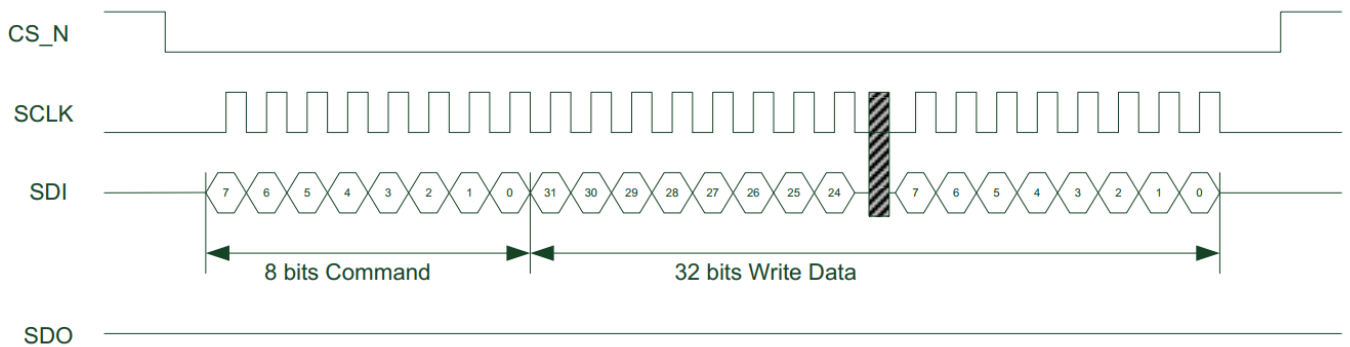 CS_N
SCLK
SDI 7 6 5 4 3 2 1 0 31 30 29 28 27 26 25 24 7 6 5 4 3 2 1 0
8 bits Command 32 bits Write Data
SDO